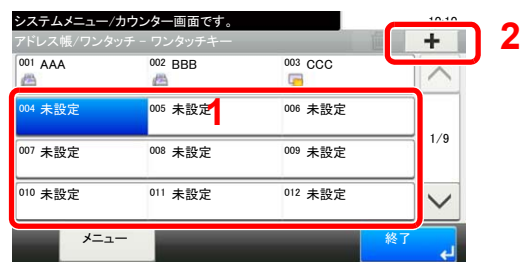 システムメニュー/カウンター画面です。
10:10
アドレス帳/ワンタッチ - ワンタッチキー
+
2
001 AAA 002 BBB 003 CCC
004 未設定 005 未設定 006 未設定
1
007 未設定 008 未設定 009 未設定
1/9
010 未設定 011 未設定 012 未設定
メニュー 終了